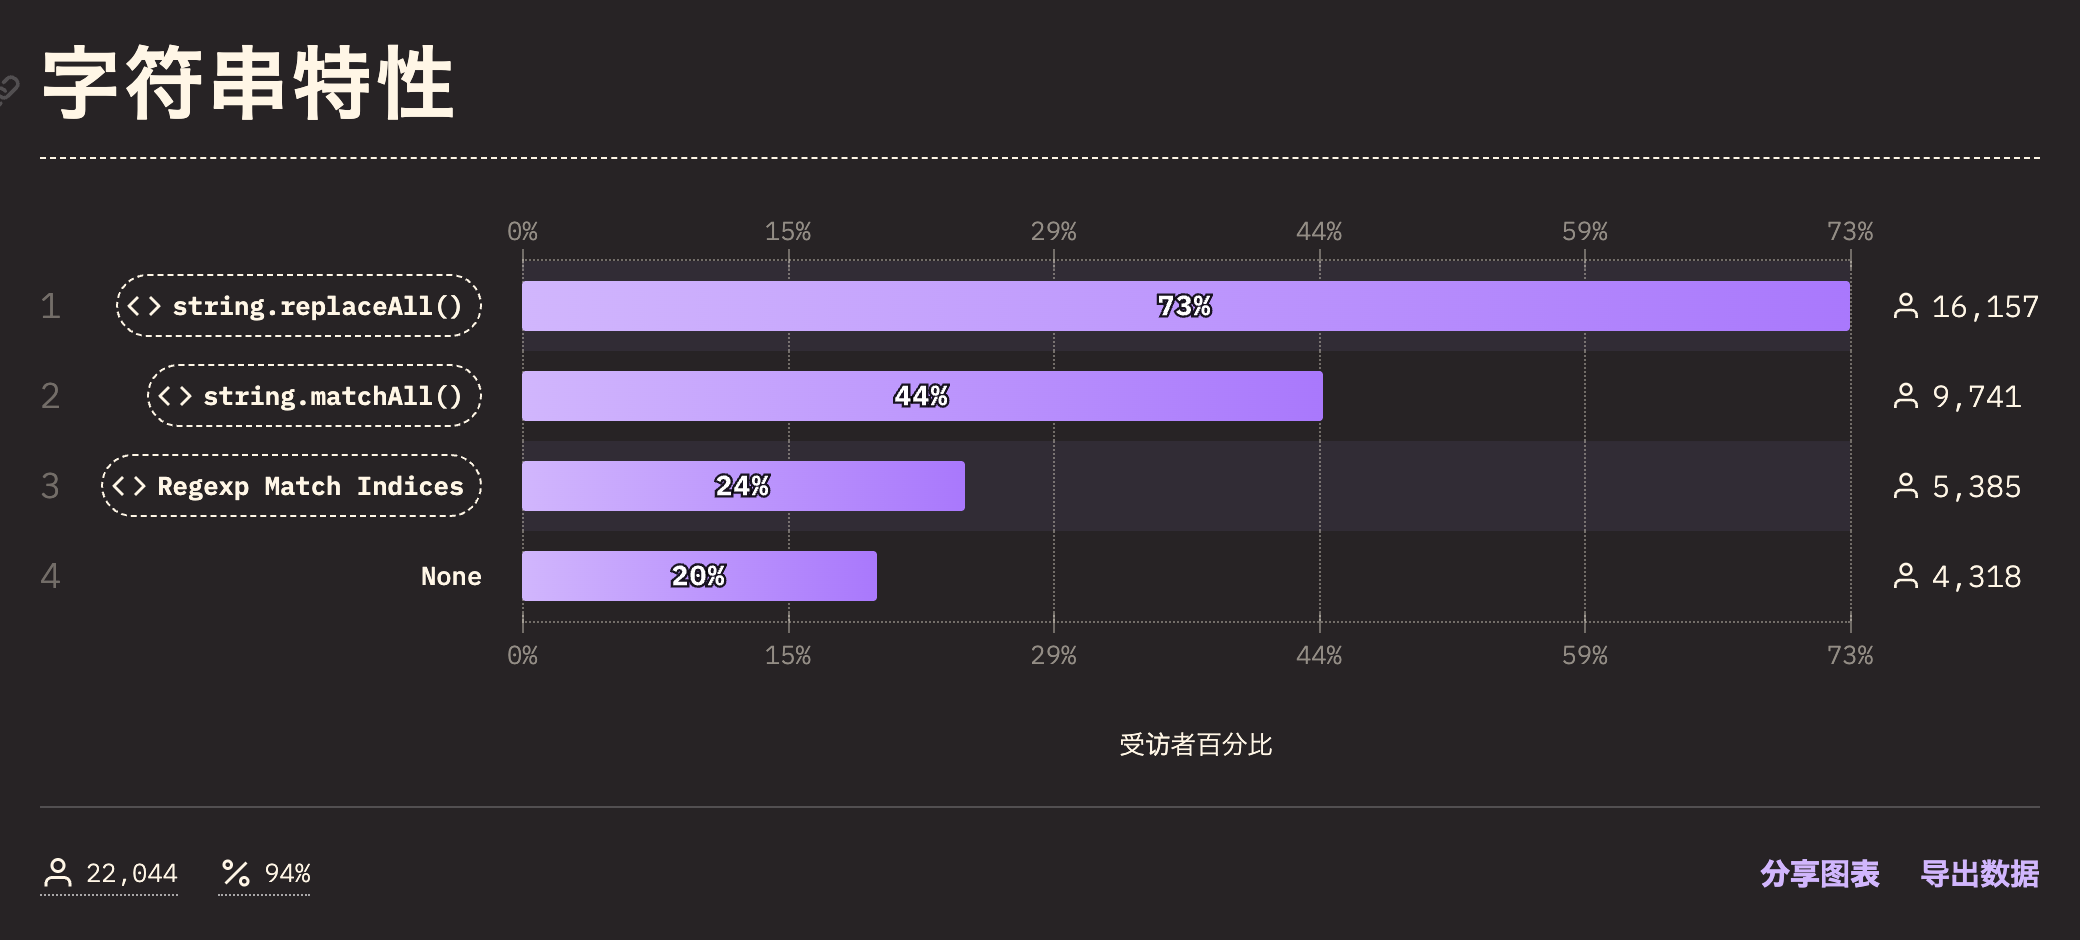 字符串特性
0% 15% 29% 44% 59% 73%
1 <> string.replaceAll() 73% 16,157
2 <> string.matchAll() 44% 9,741
3 <> Regexp Match Indices 24% 5,385
4 None 20% 4,318
0% 15% 29% 44% 59% 73%
受访者百分比
22,044 % 94% 分享图表 导出数据